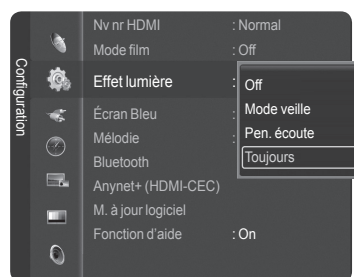 Configuration
Nv nr HDMI : Normal
Mode film : Off
Effet lumière :
Off
Mode veille
Pen. écoute
Toujours
Écran Bleu :
Mélodie :
Bluetooth
Anynet+ (HDMI-CEC)
M. à jour logiciel
Fonction d'aide : On